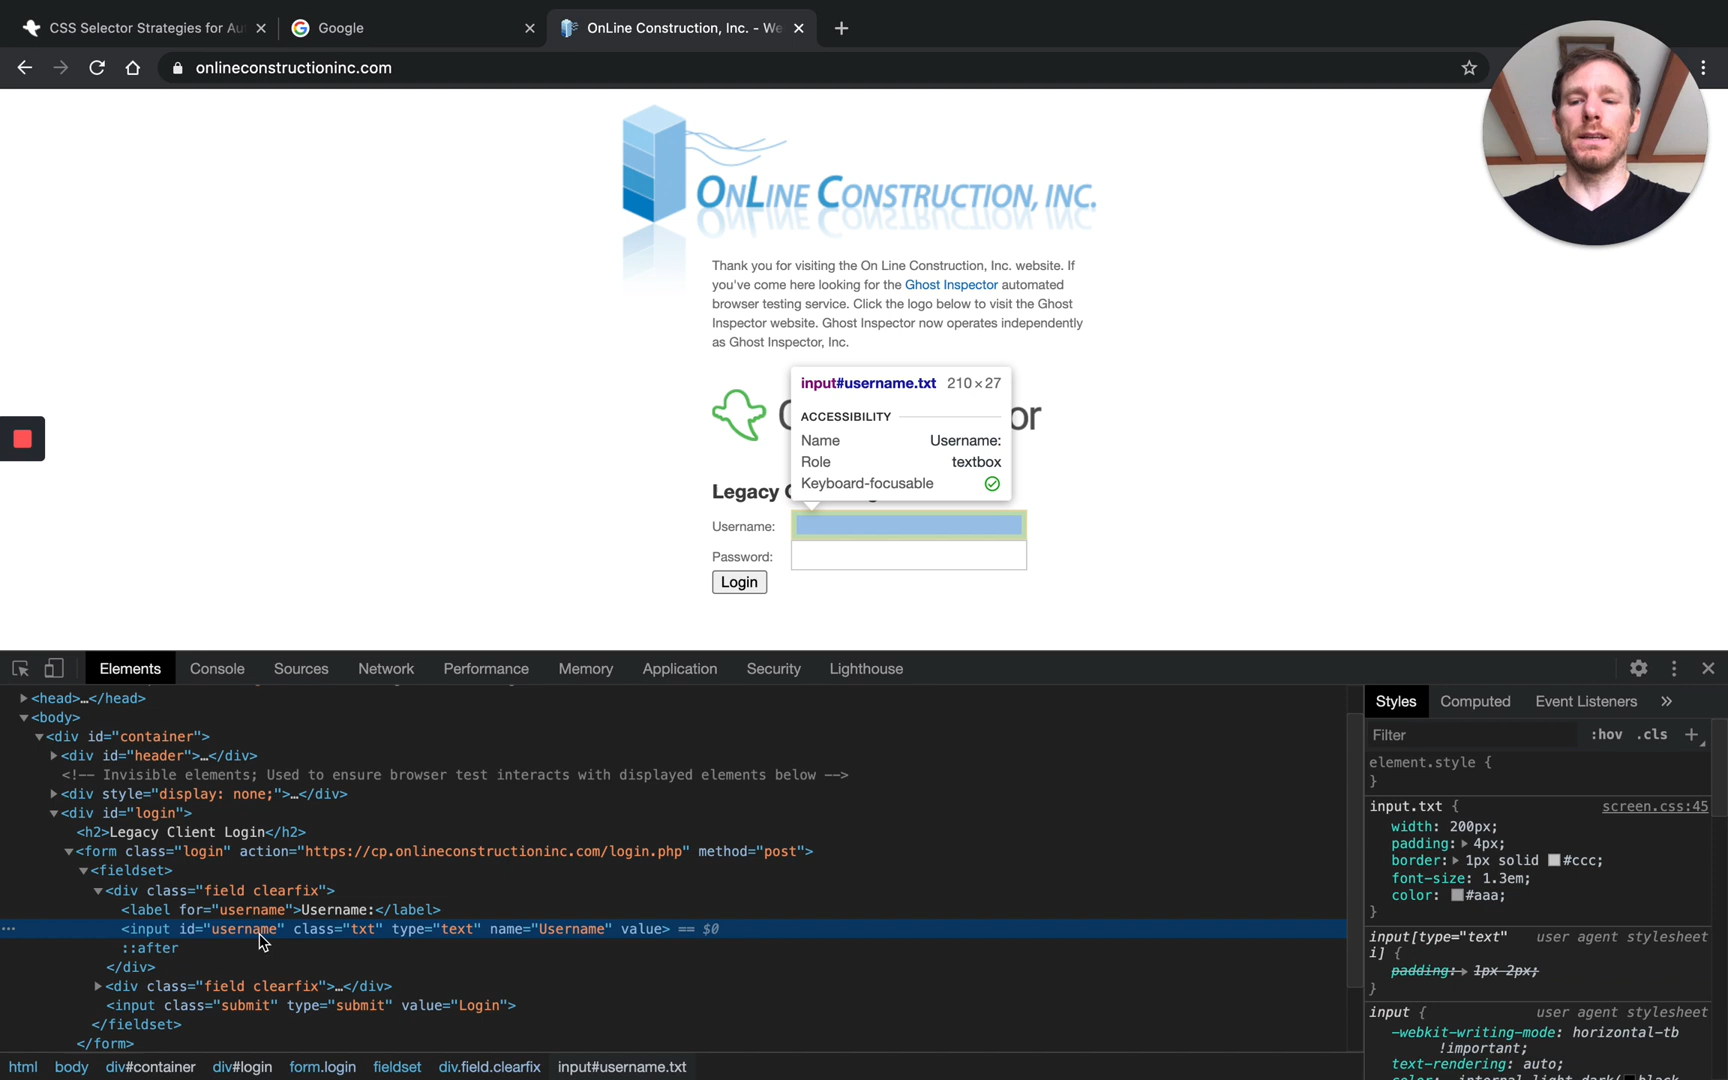 CSS Selector Strategies for Au
Google
OnLine Construction, Inc. - We
onlineconstructioninc.com
ONLINE CONSTRUCTION, INC.
Thank you for visiting the On Line Construction, Inc. website. If
you've come here looking for the Ghost Inspector automated
browser testing service. Click the logo below to visit the Ghost
Inspector website. Ghost Inspector now operates independently
as Ghost Inspector, Inc.
input#username.txt 210×27
ACCESSIBILITY
Name Username:
Role textbox
Keyboard-focusable
or
Legacy
Username:
Password:
Login
Elements Console Sources Network Performance Memory Application Security Lighthouse
<head>…</head>
<body>
<div id="container">
<div id="header">…</div>
<!-- Invisible elements; Used to ensure browser test interacts with displayed elements below -->
<div style="display: none;">…</div>
<div id="login">
<h2>Legacy Client Login</h2>
<form class="login" action="https://cp.onlineconstructioninc.com/login.php" method="post">
<fieldset>
<div class="field clearfix">
<label for="username">Username:</label>
<input id="username" class="txt" type="text" name="Username" value> == $0
::after
</div>
<div class="field clearfix">…</div>
<input class="submit" type="submit" value="Login">
</fieldset>
</form>
html body div#container div#login form.login fieldset div.field.clearfix input#username.txt
Styles Computed Event Listeners »
Filter :hov .cls +
element.style {
}
input.txt { screen.css:45
width: 200px;
padding: 4px;
border: 1px solid #ccc;
font-size: 1.3em;
color: #aaa;
}
input[type="text" user agent stylesheet
i] {
padding: 1px 2px;
}
input { user agent stylesheet
-webkit-writing-mode: horizontal-tb
!important;
text-rendering: auto;